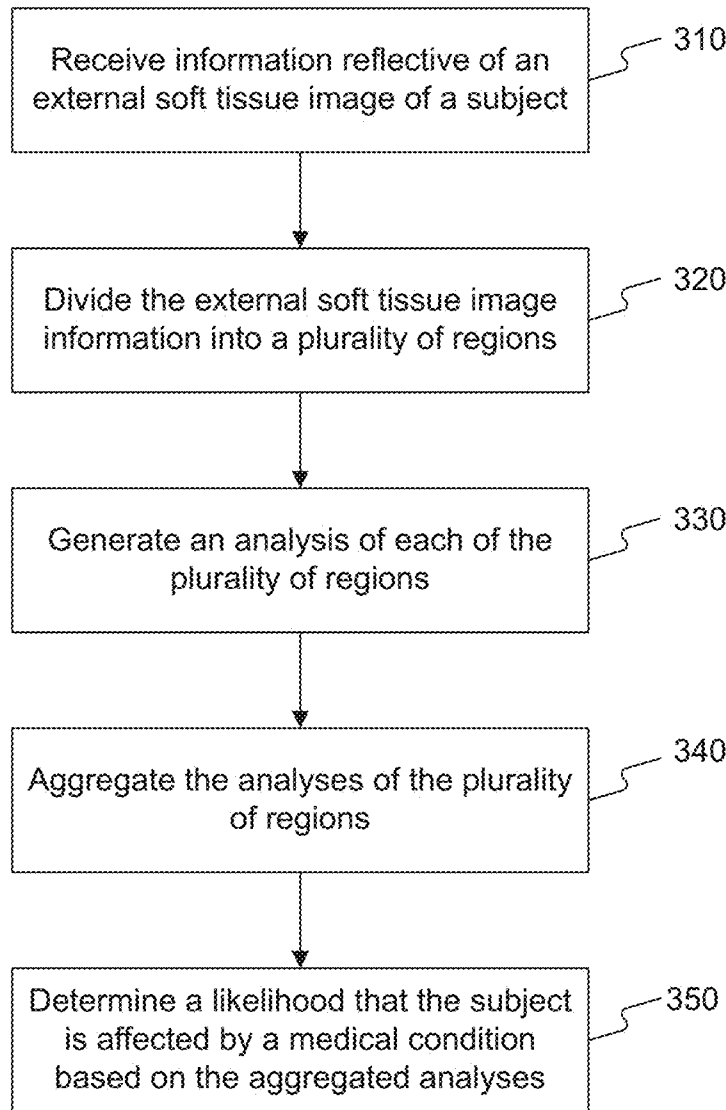 310
Receive information reflective of an
external soft tissue image of a subject
320
Divide the external soft tissue image
information into a plurality of regions
330
Generate an analysis of each of the
plurality of regions
340
Aggregate the analyses of the plurality
of regions
350
Determine a likelihood that the subject
is affected by a medical condition
based on the aggregated analyses